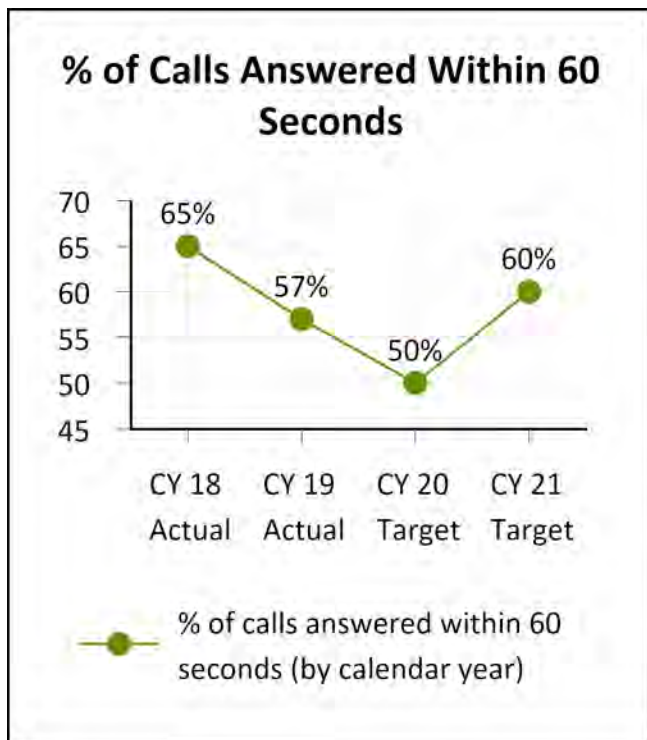 % of Calls Answered Within 60
Seconds
70
65
60
55
50
45
65%
57%
50%
60%
CY 18
Actual
CY 19
Actual
CY 20
Target
CY 21
Target
% of calls answered within 60
seconds (by calendar year)